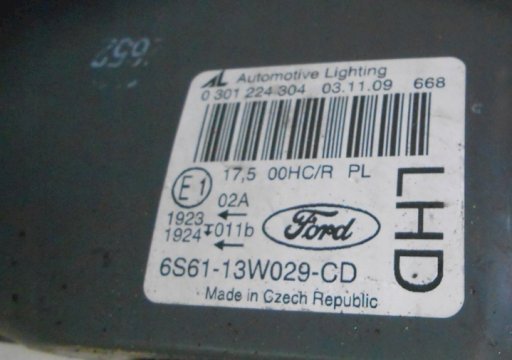 AL Automotive Lighting
0 301 224 304 03.11.09 668
17,5 00HC/R PL
E1
02A
1923
1924 011b
Ford
LHD
6S61-13W029-CD
Made in Czech Republic